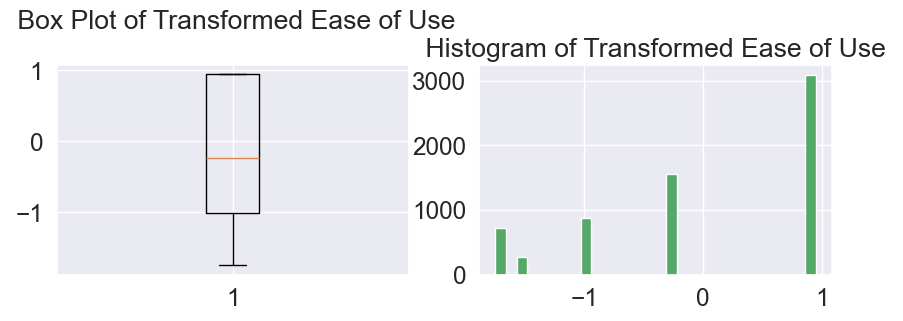 Box Plot of Transformed Ease of Use
1
0
−1
1
Histogram of Transformed Ease of Use
3000
2000
1000
0
−1 0 1